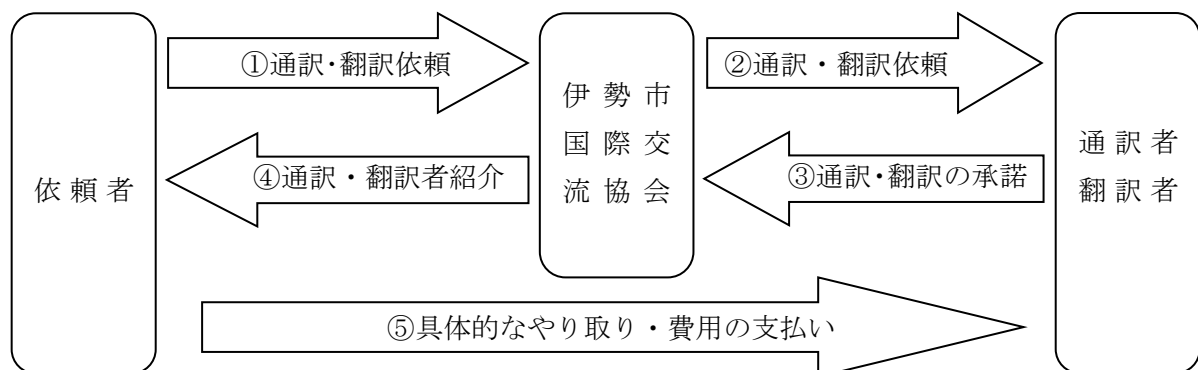 ①通訳･翻訳依頼
②通訳・翻訳依頼
伊勢市
国際交
流協会
依頼者
④通訳・翻訳者紹介
③通訳･翻訳の承諾
通訳者
翻訳者
⑤具体的なやり取り・費用の支払い